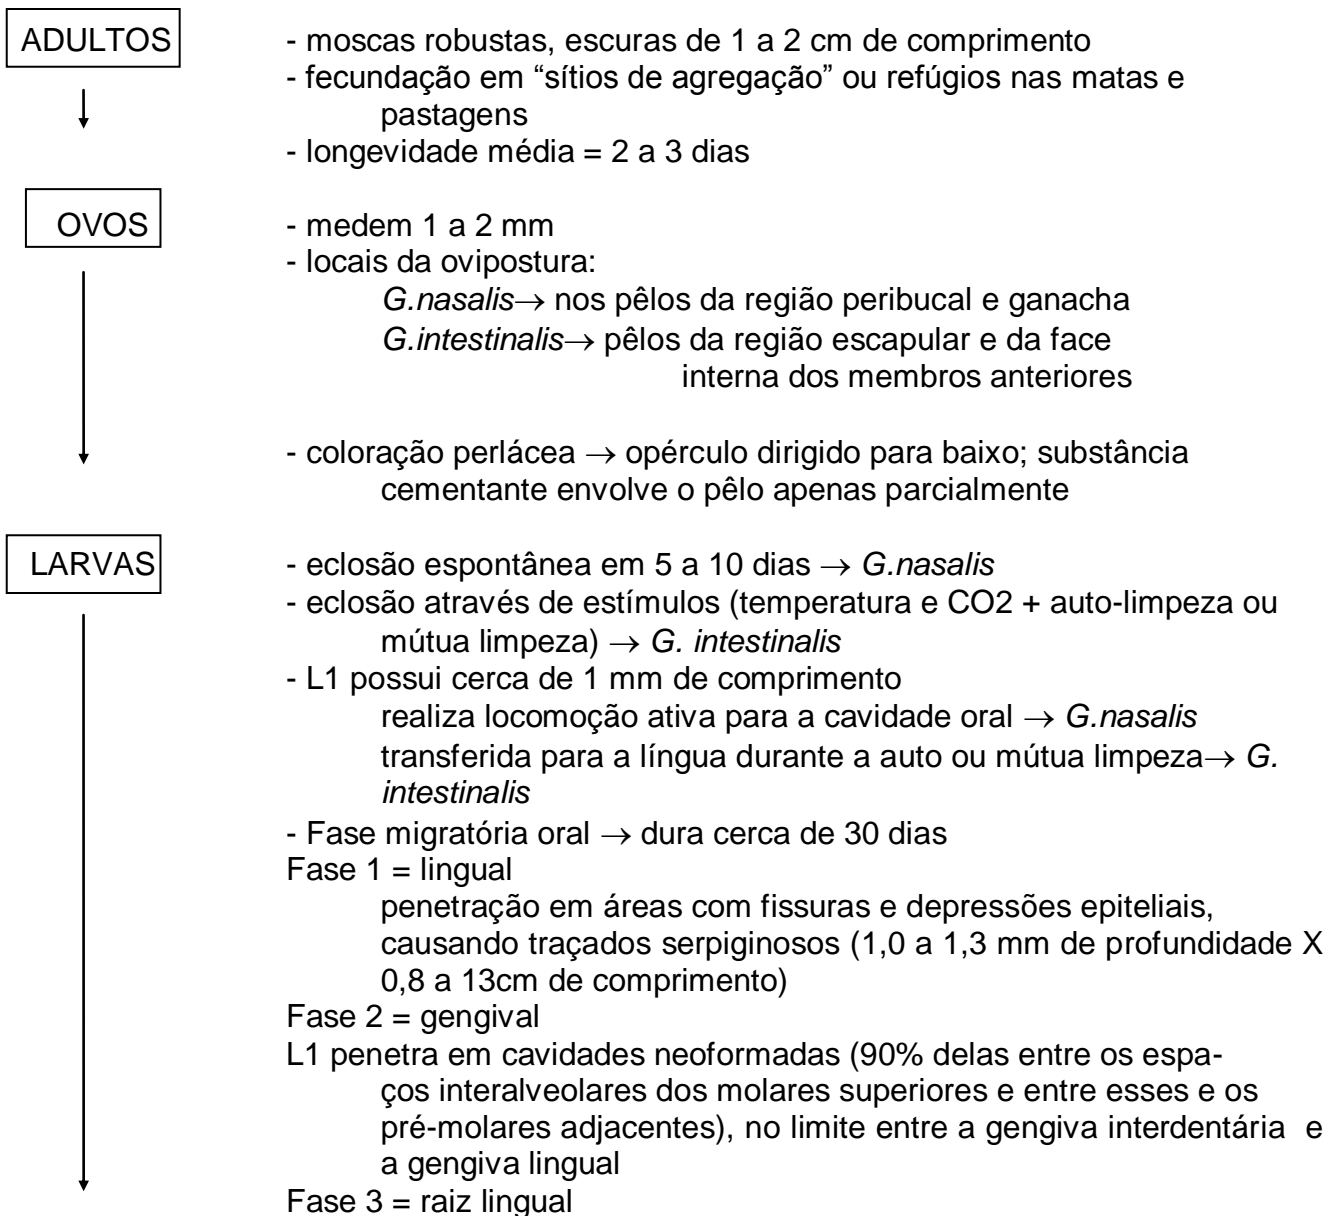 ADULTOS
- moscas robustas, escuras de 1 a 2 cm de comprimento
- fecundação em “sítios de agregação” ou refúgios nas matas e
pastagens
- longevidade média = 2 a 3 dias
OVOS
- medem 1 a 2 mm
- locais da ovipostura:
G.nasalis→ nos pêlos da região peribucal e ganacha
G.intestinalis→ pêlos da região escapular e da face
interna dos membros anteriores
- coloração perlácea → opérculo dirigido para baixo; substância
cementante envolve o pêlo apenas parcialmente
LARVAS
- eclosão espontânea em 5 a 10 dias → G.nasalis
- eclosão através de estímulos (temperatura e CO2 + auto-limpeza ou
mútua limpeza) → G. intestinalis
- L1 possui cerca de 1 mm de comprimento
realiza locomoção ativa para a cavidade oral → G.nasalis
transferida para a língua durante a auto ou mútua limpeza→ G.
intestinalis
- Fase migratória oral → dura cerca de 30 dias
Fase 1 = lingual
penetração em áreas com fissuras e depressões epiteliais,
causando traçados serpiginosos (1,0 a 1,3 mm de profundidade X
0,8 a 13cm de comprimento)
Fase 2 = gengival
L1 penetra em cavidades neoformadas (90% delas entre os espa-
ços interalveolares dos molares superiores e entre esses e os
pré-molares adjacentes), no limite entre a gengiva interdentária e
a gengiva lingual
Fase 3 = raiz lingual